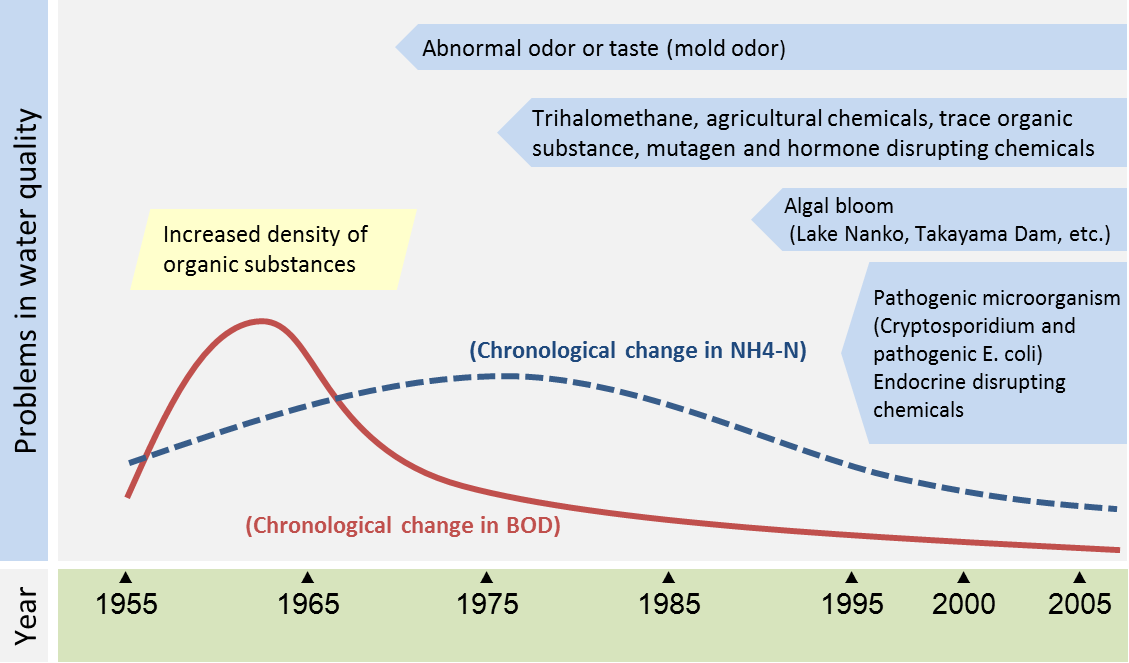 Problems in water quality
Abnormal odor or taste (mold odor)
Trihalomethane, agricultural chemicals, trace organic
substance, mutagen and hormone disrupting chemicals
Algal bloom
(Lake Nanko, Takayama Dam, etc.)
Increased density of
organic substances
Pathogenic microorganism
(Cryptosporidium and
pathogenic E. coli)
Endocrine disrupting
chemicals
(Chronological change in NH4-N)
(Chronological change in BOD)
Year
1955 1965 1975 1985 1995 2000 2005